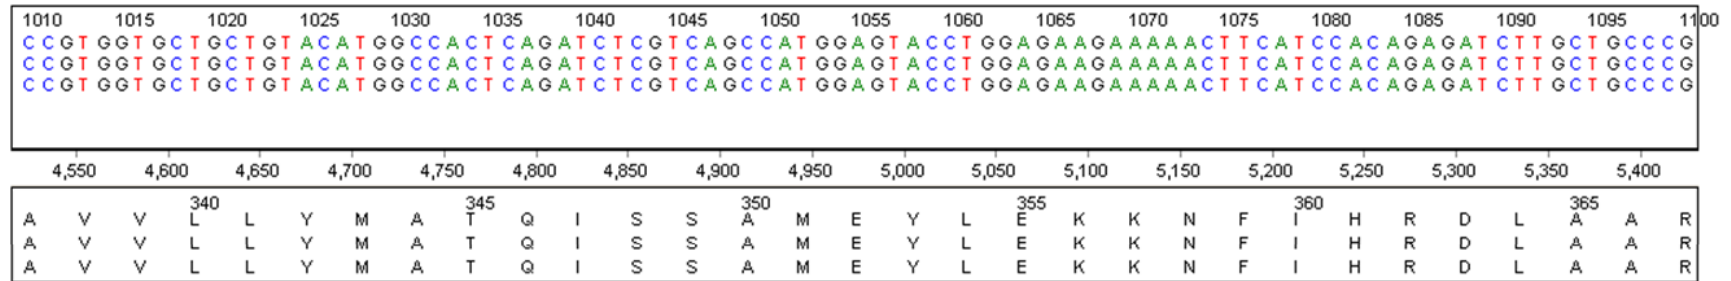 1010 1015 1020 1025 1030 1035 1040 1045 1050 1055 1060 1065 1070 1075 1080 1085 1090 1095 1100
CCGTGGTGCTGCTGTACATGGCCACTCAGATCTCGTCAGCCATGGAGTACCTGGAGAAGAAAAACTTCATCCACAGAGATCTTGCTGCCCG
CCGTGGTGCTGCTGTACATGGCCACTCAGATCTCGTCAGCCATGGAGTACCTGGAGAAGAAAAACTTCATCCACAGAGATCTTGCTGCCCG
CCGTGGTGCTGCTGTACATGGCCACTCAGATCTCGTCAGCCATGGAGTACCTGGAGAAGAAAAACTTCATCCACAGAGATCTTGCTGCCCG
4,550 4,600 4,650 4,700 4,750 4,800 4,850 4,900 4,950 5,000 5,050 5,100 5,150 5,200 5,250 5,300 5,350 5,400
340 345 350 355 360 365
A V V L L Y M A T Q I S S A M E Y L E K K N F I H R D L A A R
A V V L L Y M A T Q I S S A M E Y L E K K N F I H R D L A A R
A V V L L Y M A T Q I S S A M E Y L E K K N F I H R D L A A R